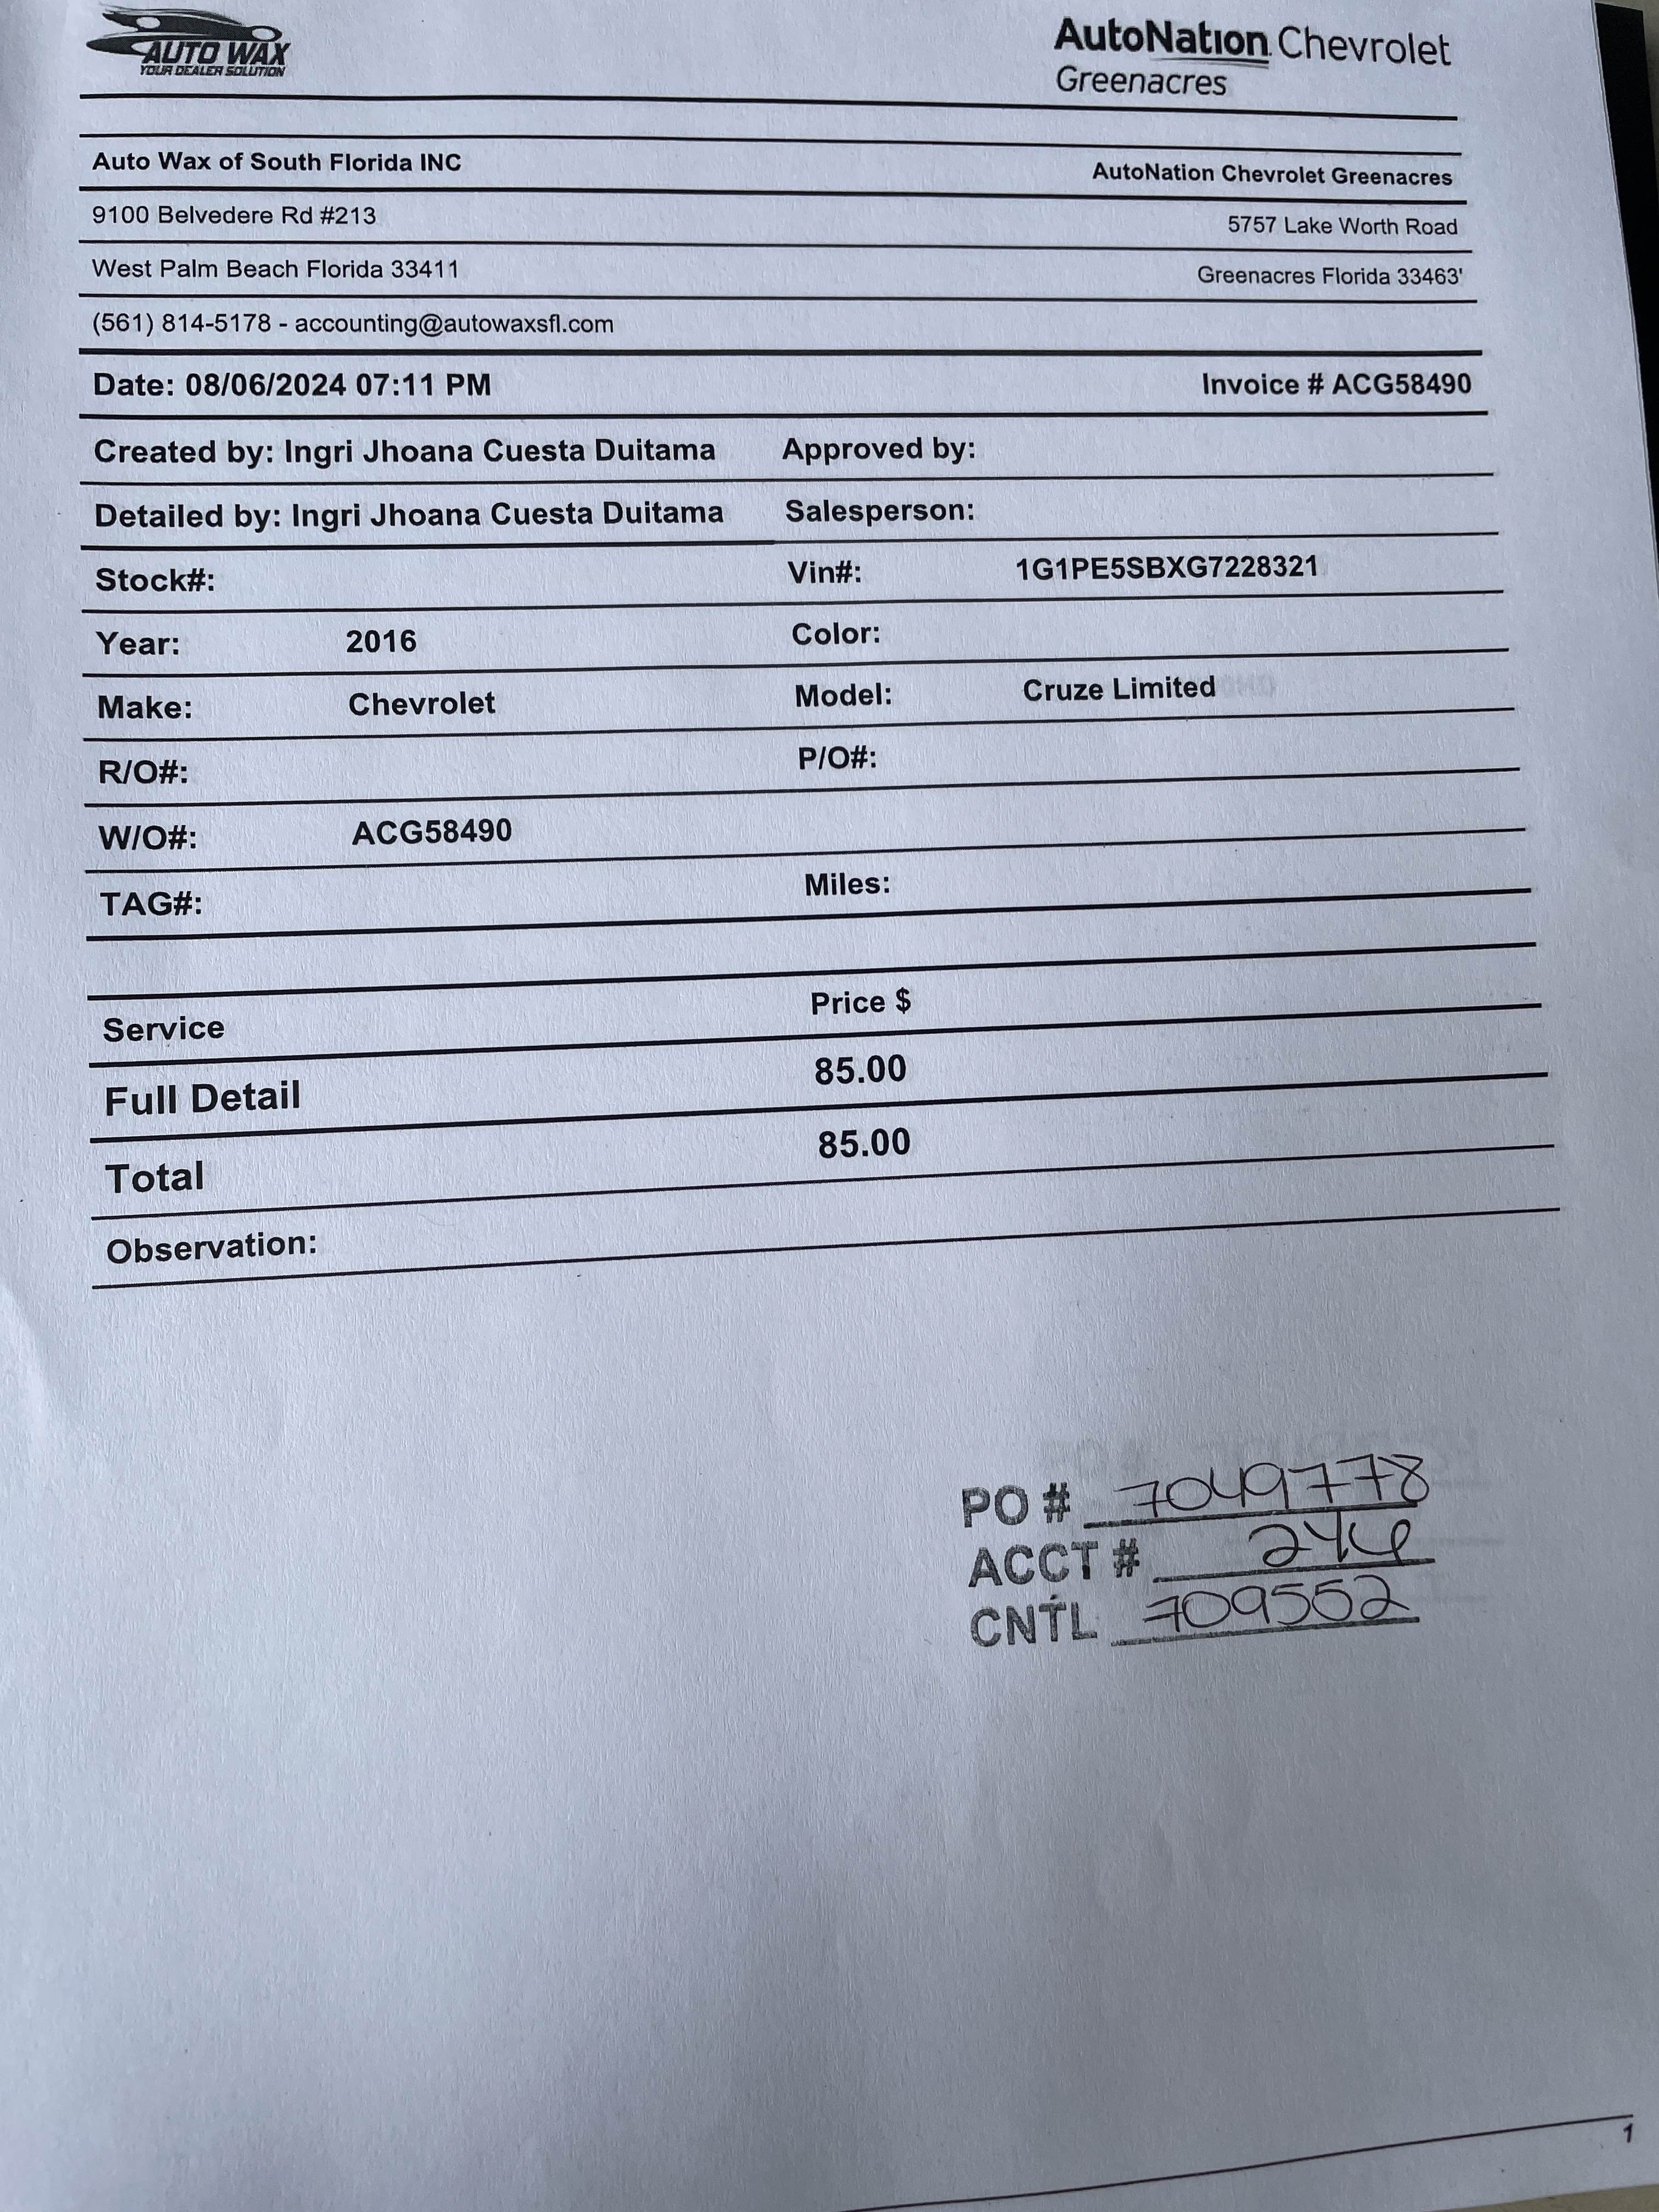 AUTO WAX
YOUR DEALER SOLUTION
AutoNation Chevrolet
Greenacres
Auto Wax of South Florida INC
AutoNation Chevrolet Greenacres
9100 Belvedere Rd #213
5757 Lake Worth Road
West Palm Beach Florida 33411
Greenacres Florida 33463'
(561) 814-5178 - accounting@autowaxsfl.com
Date: 08/06/2024 07:11 PM Invoice # ACG58490
Created by: Ingri Jhoana Cuesta Duitama Approved by:
Detailed by: Ingri Jhoana Cuesta Duitama Salesperson:
Stock#: Vin#: 1G1PE5SBXG7228321
Year: 2016 Color:
Make: Chevrolet Model: Cruze Limited
R/O#: P/O#:
W/O#: ACG58490
TAG#: Miles:
Service Price $
Full Detail 85.00
Total 85.00
Observation:
PO # 7049778
ACCT # 246
CNTL 709552
1